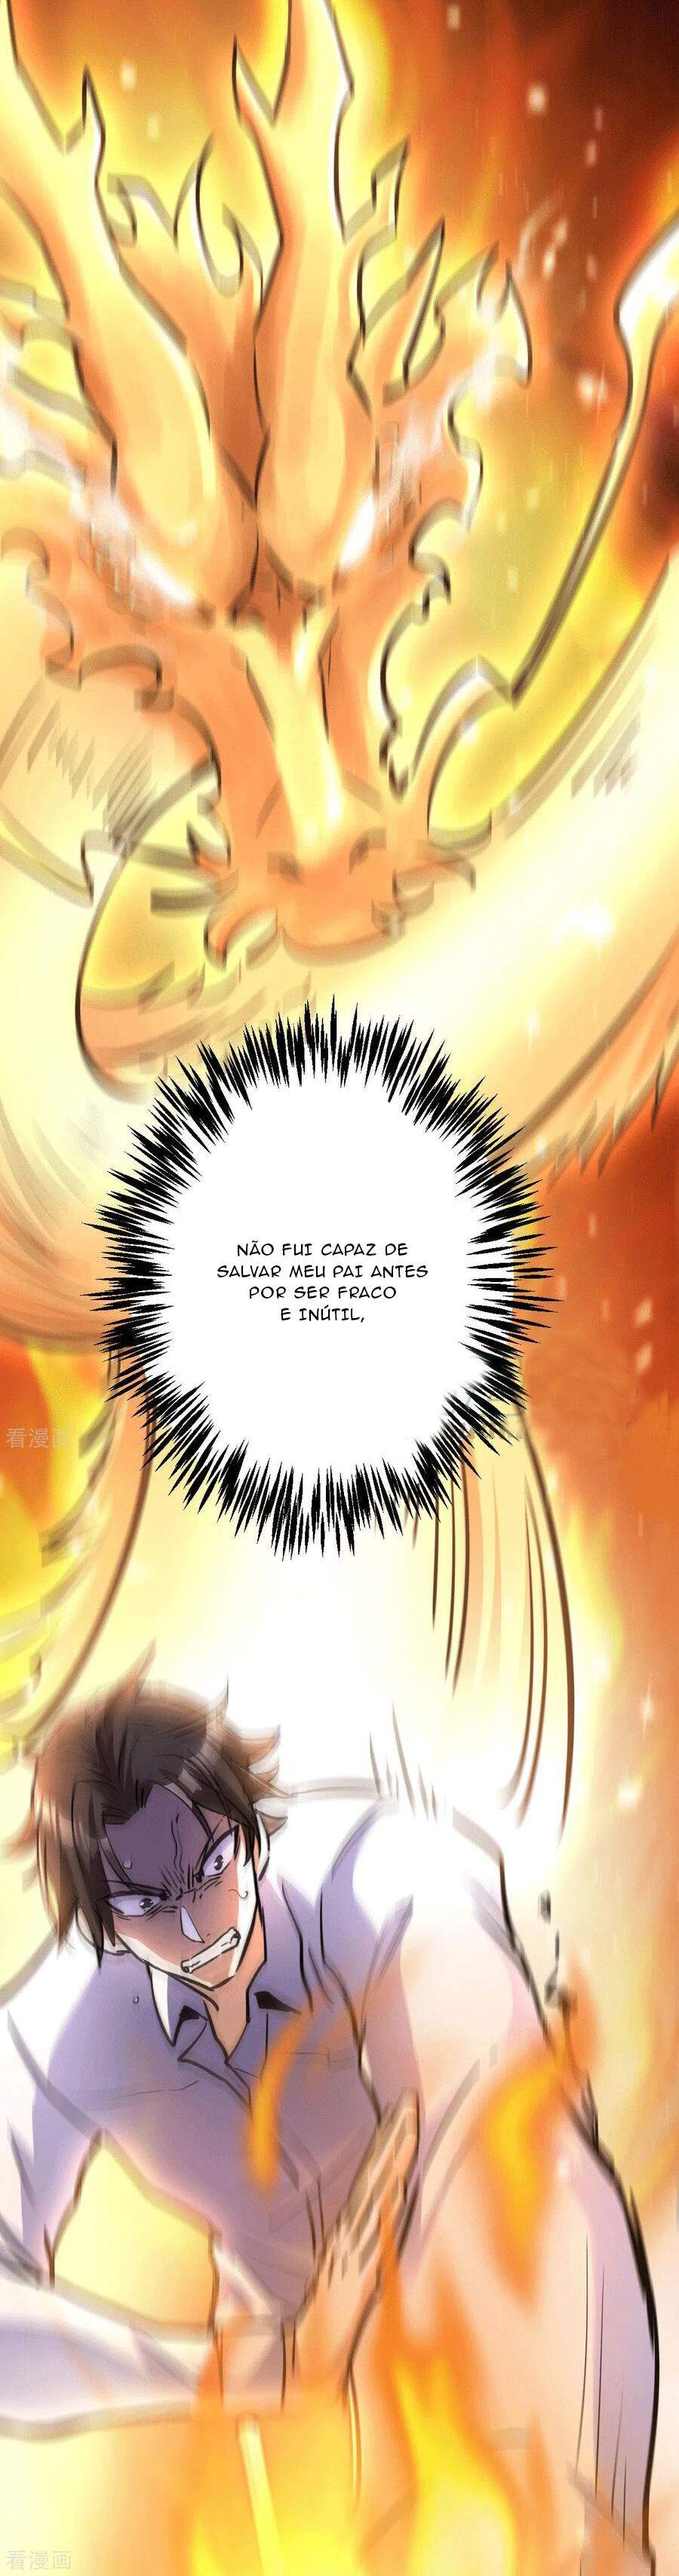 NÃO FUI CAPAZ DE
SALVAR MEU PAI ANTES
POR SER FRACO
E INÚTIL,
看漫画
看漫画